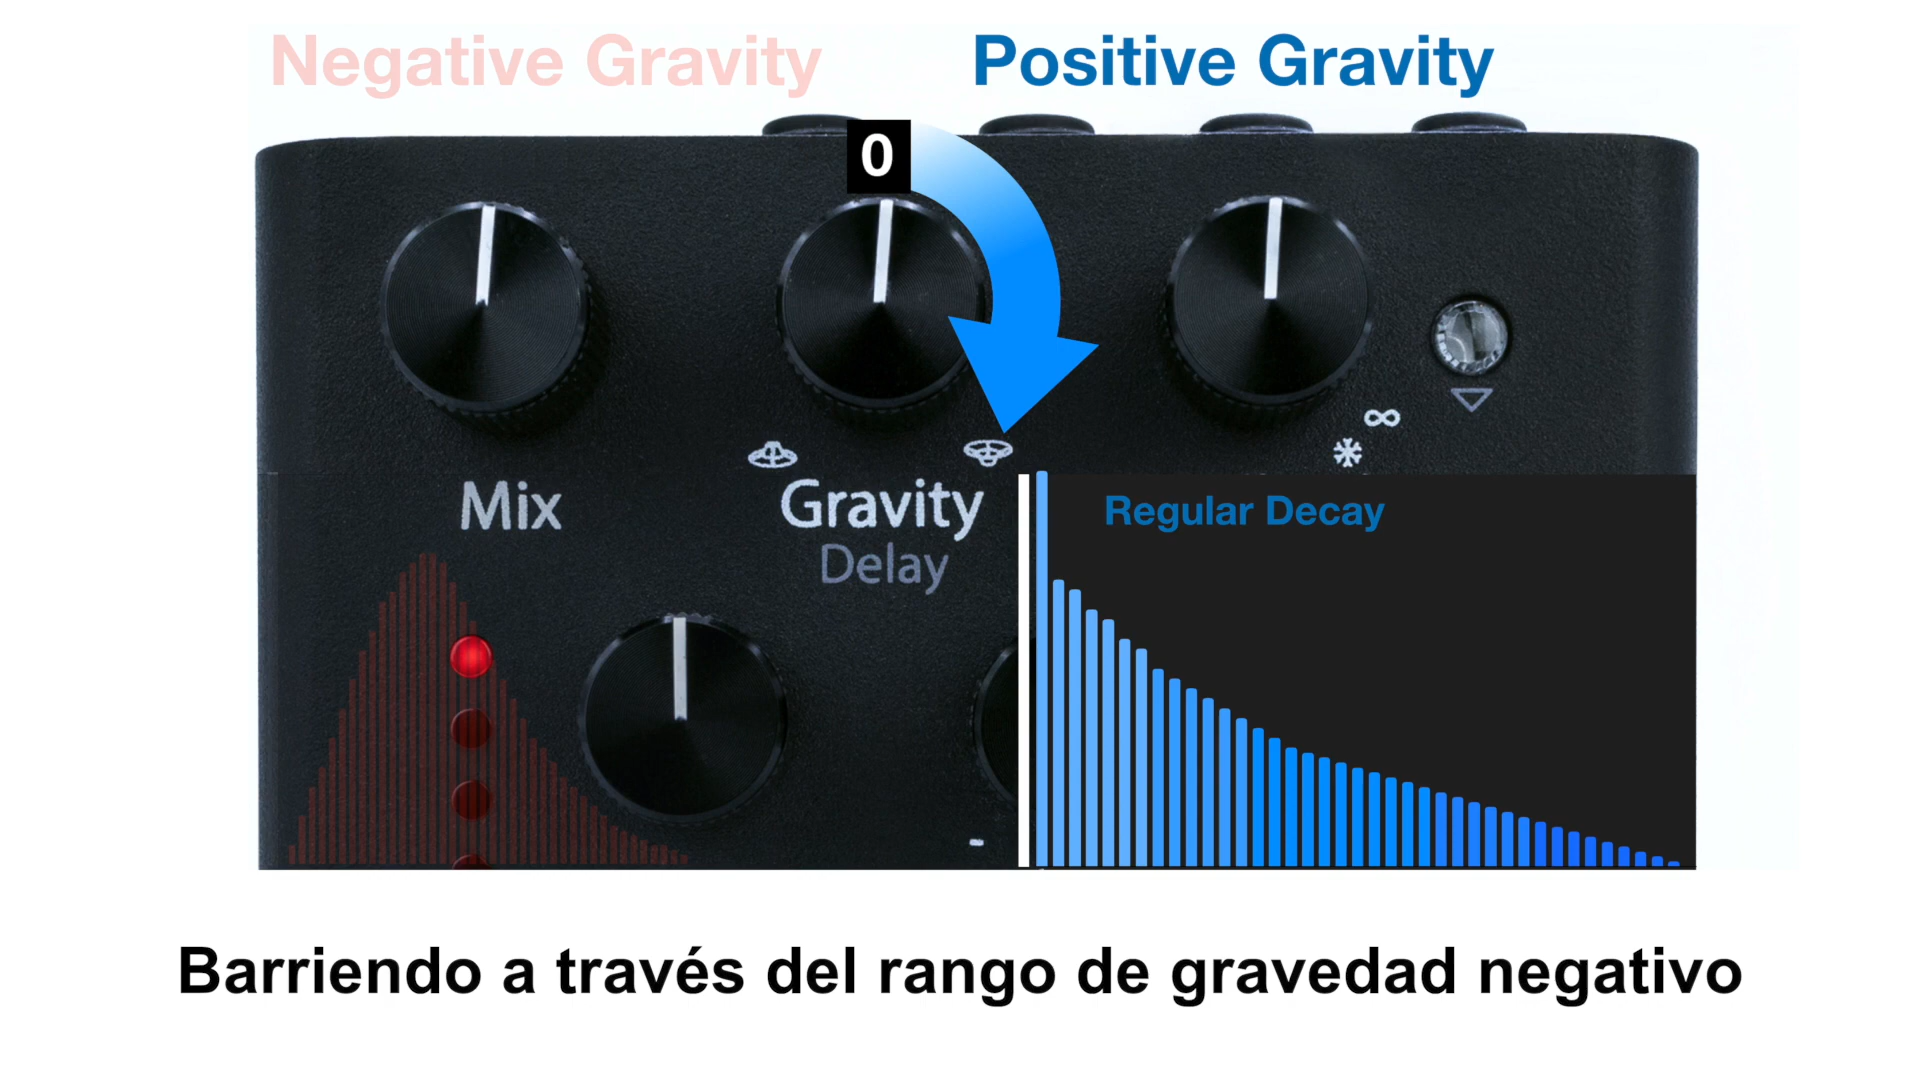 Negative Gravity
Positive Gravity
0
∞
Mix
Gravity
Delay
Regular Decay
-
Barriendo a través del rango de gravedad negativo